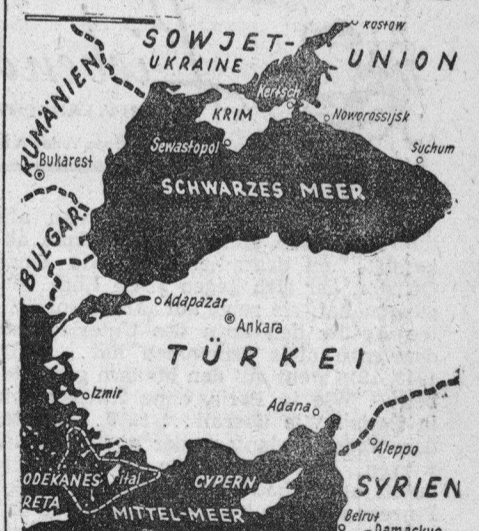 Rostow
SOWJET-
UKRAINE
UNION
RUMÄNIEN
Kertsch
KRIM
Noworossijsk
Bukarest
Sewastopol
Suchum
SCHWARZES MEER
BULGAR.
Adapazar
Ankara
TÜRKEI
Izmir
Adana
Aleppo
ODEKANES
Ital
CYPERN
SYRIEN
RETA
MITTEL-MEER
Beirut
Damaskus